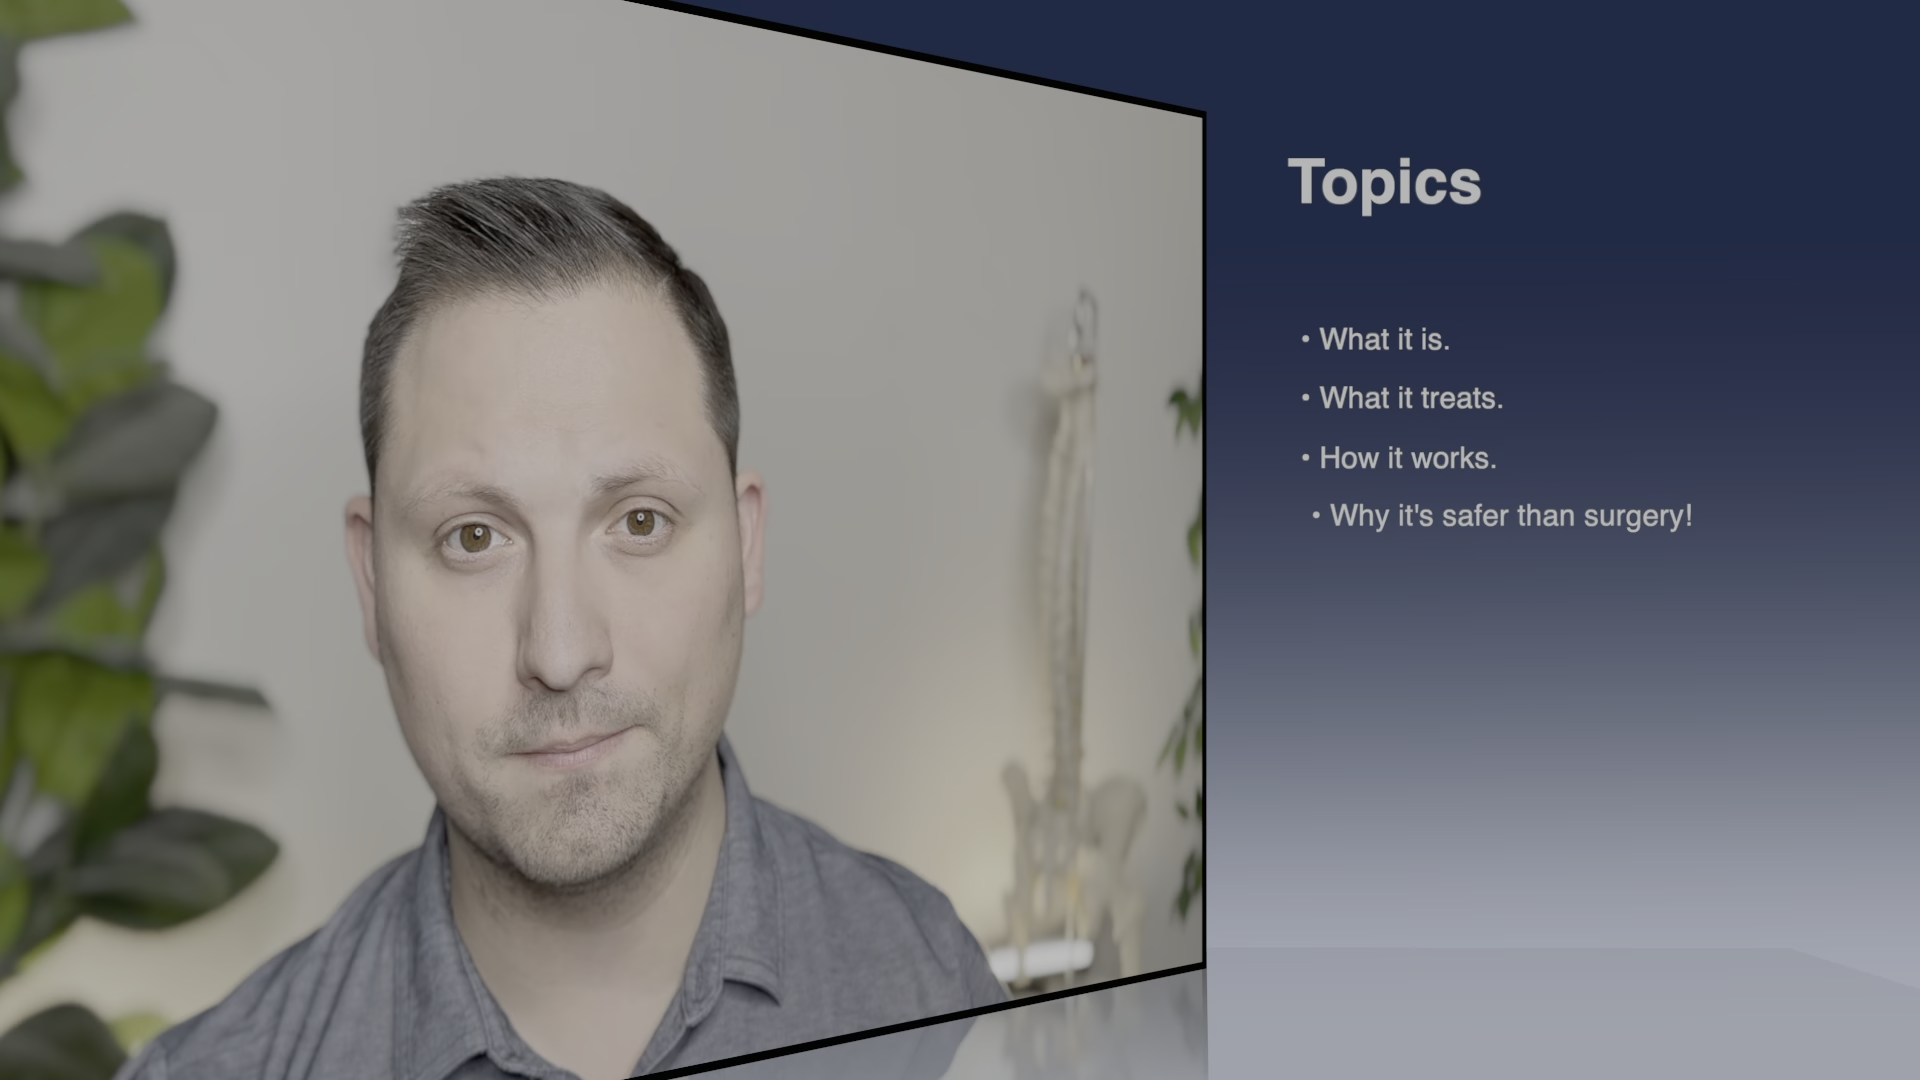 Topics
• What it is.
• What it treats.
• How it works.
• Why it's safer than surgery!